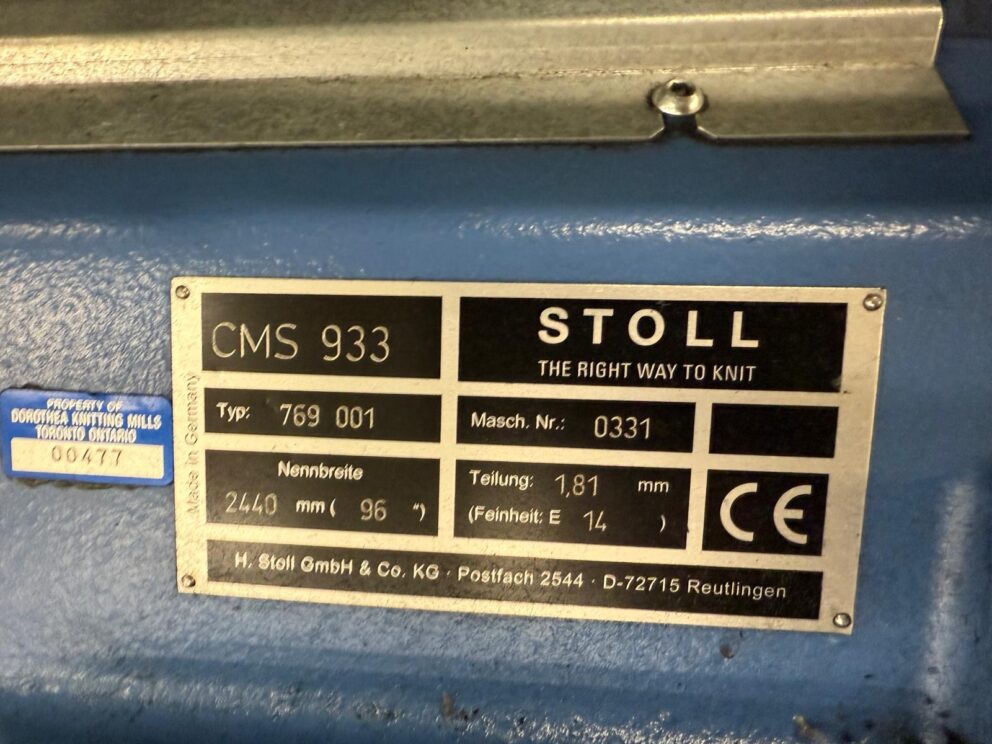 CMS 933
STOLL
THE RIGHT WAY TO KNIT
Typ: 769 001
Masch. Nr.: 0331
Nennbreite
2440 mm ( 96 ")
Teilung: 1,81 mm
(Feinheit: E 14 )
CE
H. Stoll GmbH & Co. KG · Postfach 2544 · D-72715 Reutlingen
Made in Germany
PROPERTY OF
DOROTHEA KNITTING MILLS
TORONTO ONTARIO
00477